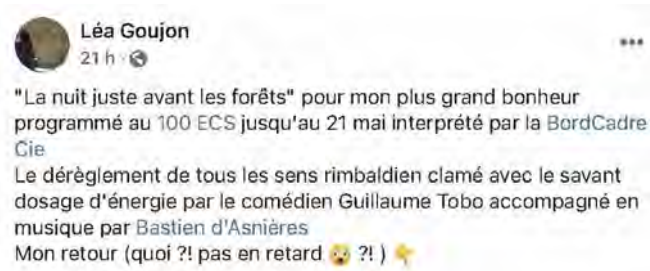 Léa Goujon
21 h ·
"La nuit juste avant les forêts" pour mon plus grand bonheur
programmé au 100 ECS jusqu'au 21 mai interprété par la BordCadre
Cie
Le dérèglement de tous les sens rimbaldien clamé avec le savant
dosage d'énergie par le comédien Guillaume Tobo accompagné en
musique par Bastien d'Asnières
Mon retour (quoi ?! pas en retard 😲 ?! ) 👇